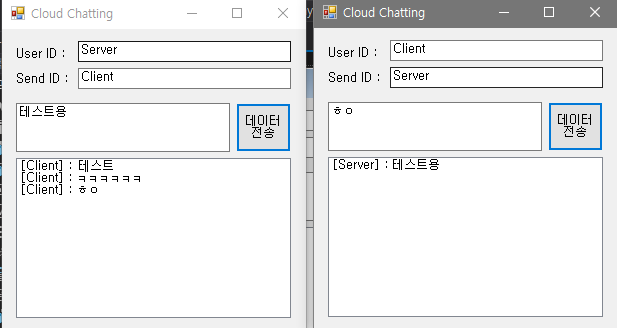 Cloud Chatting
User ID : Server
Send ID : Client
테스트용
데이터
전송
[Client] : 테스트
[Client] : ㅋㅋㅋㅋㅋㅋ
[Client] : ㅎㅇ
Cloud Chatting
User ID : Client
Send ID : Server
ㅎㅇ
데이터
전송
[Server] : 테스트용